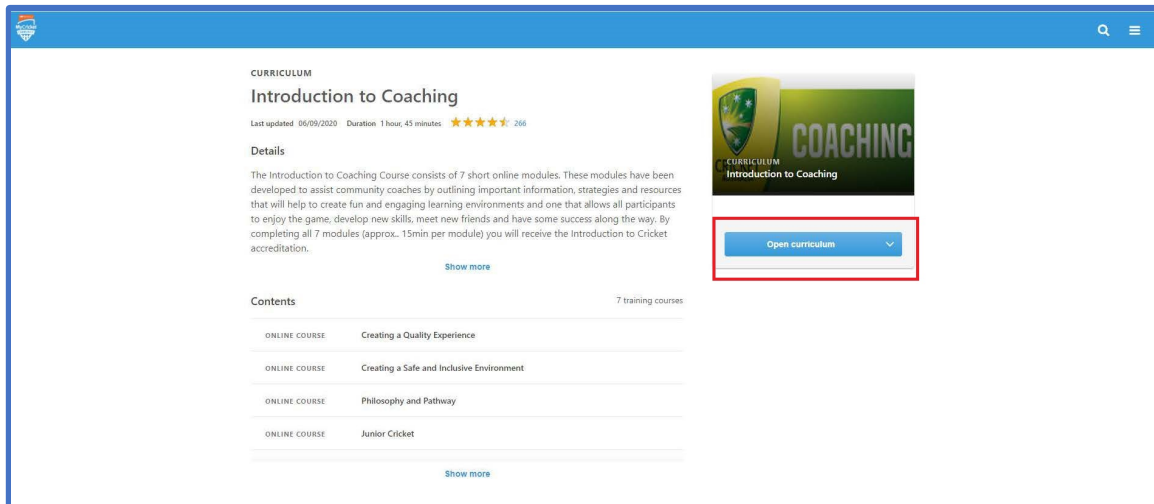 CURRICULUM
Introduction to Coaching
Last updated 06/09/2020 Duration 1 hour, 45 minutes 266
Details
The Introduction to Coaching Course consists of 7 short online modules. These modules have been
developed to assist community coaches by outlining important information, strategies and resources
that will help to create fun and engaging learning environments and one that allows all participants
to enjoy the game, develop new skills, meet new friends and have some success along the way. By
completing all 7 modules (approx.. 15min per module) you will receive the Introduction to Cricket
accreditation.
Show more
Contents 7 training courses
ONLINE COURSE Creating a Quality Experience
ONLINE COURSE Creating a Safe and Inclusive Environment
ONLINE COURSE Philosophy and Pathway
ONLINE COURSE Junior Cricket
Show more
COACHING
CURRICULUM
Introduction to Coaching
Open curriculum